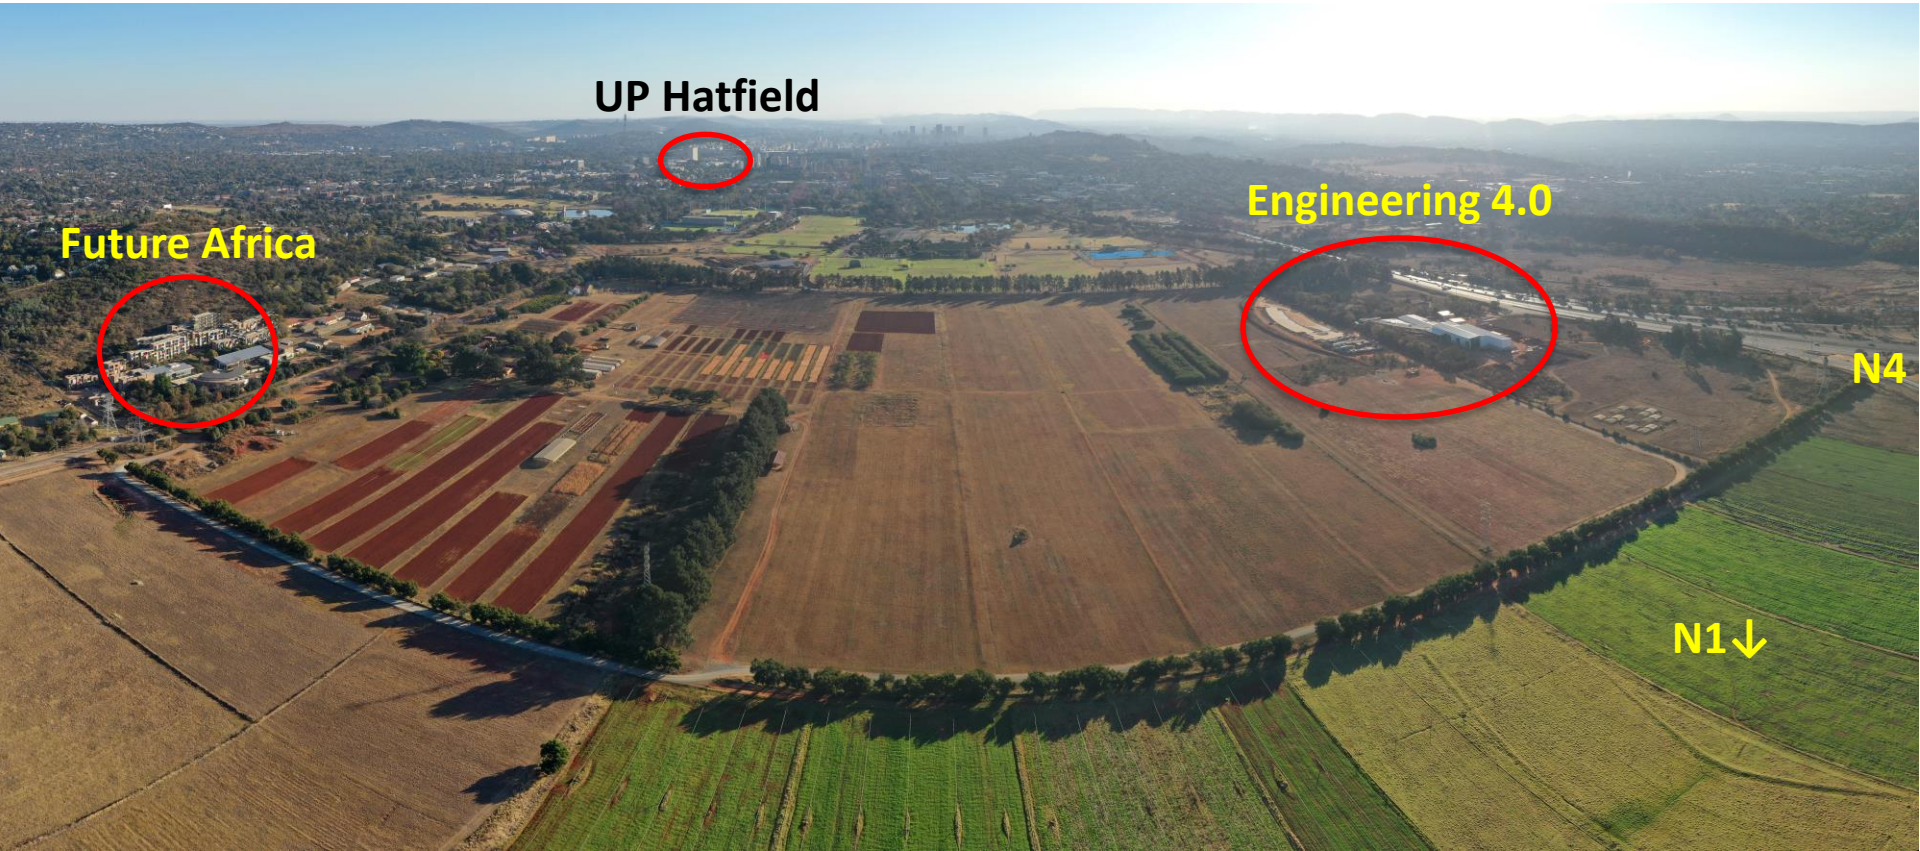 UP Hatfield
Engineering 4.0
Future Africa
N4
N1↓